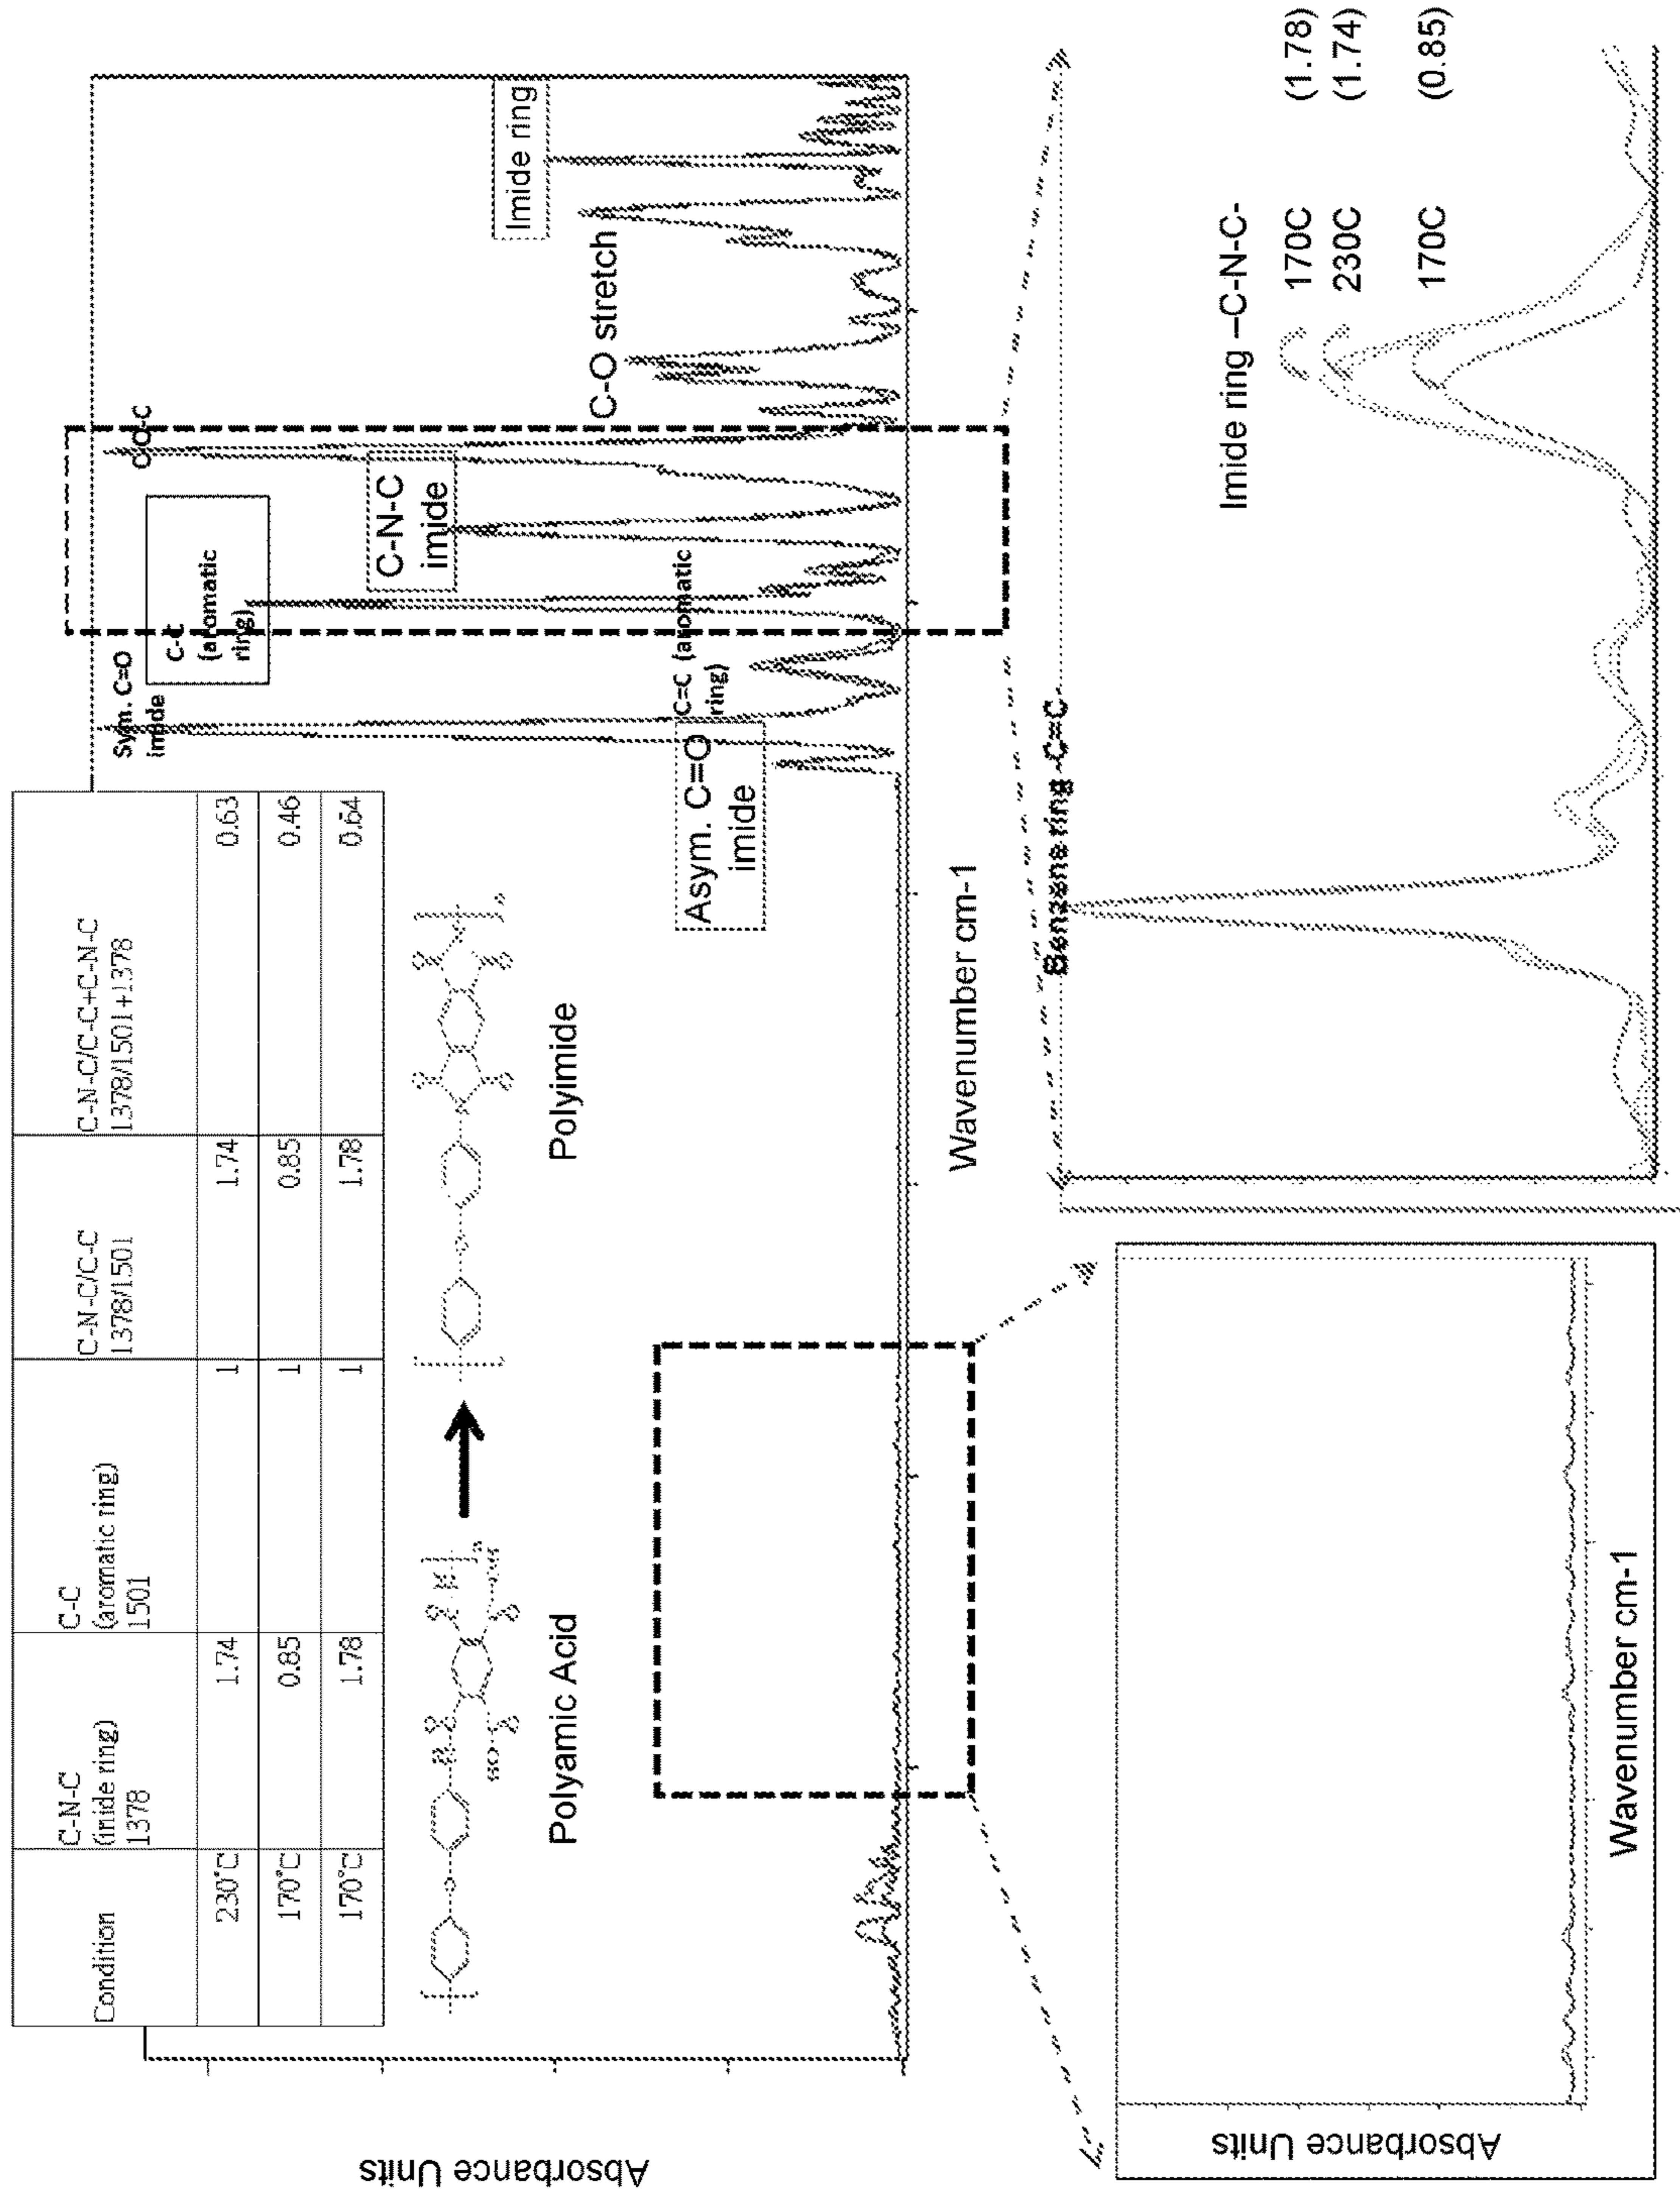 Condition
C-N-C
(imide ring)
1378
C-C
(aromatic ring)
1501
C-N-C/C-C
1378/1501
C-N-C/C-C+C-N-C
1378/1501+1378
230°C 1.74 1 1.74 0.63
170°C 0.85 1 0.85 0.46
170°C 1.78 1 1.78 0.64
Polyamic Acid
Polyimide
Absorbance Units
Sym. C=O
imide
C-C
(aromatic
ring)
C-O-C
C-N-C
imide
C-O stretch
Imide ring
Asym. C=O
imide
C=C (aromatic
ring)
Wavenumber cm-1
Absorbance Units
Wavenumber cm-1
Benzene ring -C=C-
Imide ring –C-N-C-
170C (1.78)
230C (1.74)
170C (0.85)